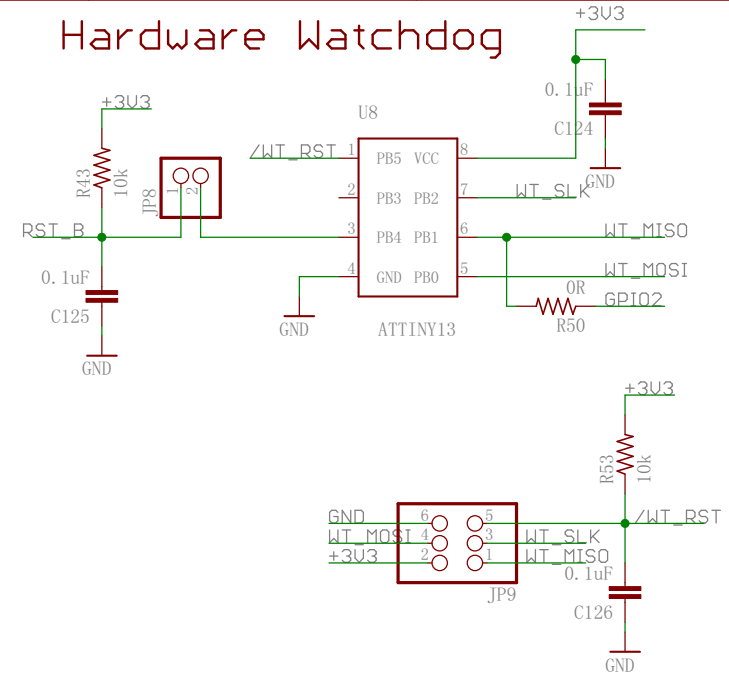 Hardware Watchdog
+3V3
0.1uF
C124
GND
U8
+3V3
R43
10k
JP8
1
2
RST_B
0.1uF
C125
GND
/WT_RST
1 PB5 VCC 8
2 PB3 PB2 7
WT_SLK
3 PB4 PB1 6
WT_MISO
4 GND PB0 5
WT_MOSI
GND
ATTINY13
0R
R50
GPIO2
+3V3
R53
10k
GND 6 5 /WT_RST
WT_MOSI 4 3 WT_SLK
+3V3 2 1 WT_MISO
JP9
0.1uF
C126
GND